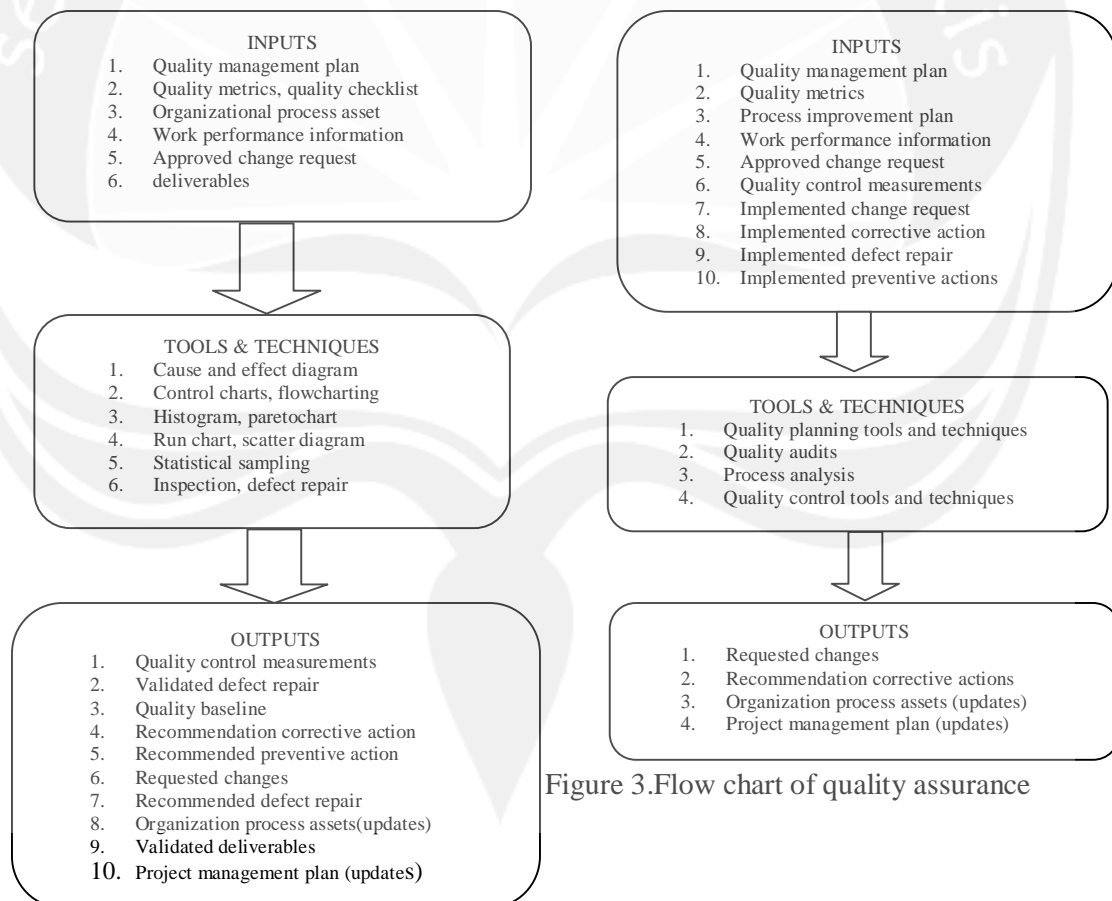 INPUTS
1. Quality management plan
2. Quality metrics, quality checklist
3. Organizational process asset
4. Work performance information
5. Approved change request
6. deliverables
TOOLS & TECHNIQUES
1. Cause and effect diagram
2. Control charts, flowcharting
3. Histogram, paretochart
4. Run chart, scatter diagram
5. Statistical sampling
6. Inspection, defect repair
OUTPUTS
1. Quality control measurements
2. Validated defect repair
3. Quality baseline
4. Recommendation corrective action
5. Recommended preventive action
6. Requested changes
7. Recommended defect repair
8. Organization process assets(updates)
9. Validated deliverables
10. Project management plan (updates)
INPUTS
1. Quality management plan
2. Quality metrics
3. Process improvement plan
4. Work performance information
5. Approved change request
6. Quality control measurements
7. Implemented change request
8. Implemented corrective action
9. Implemented defect repair
10. Implemented preventive actions
TOOLS & TECHNIQUES
1. Quality planning tools and techniques
2. Quality audits
3. Process analysis
4. Quality control tools and techniques
OUTPUTS
1. Requested changes
2. Recommendation corrective actions
3. Organization process assets (updates)
4. Project management plan (updates)
Figure 3.Flow chart of quality assurance